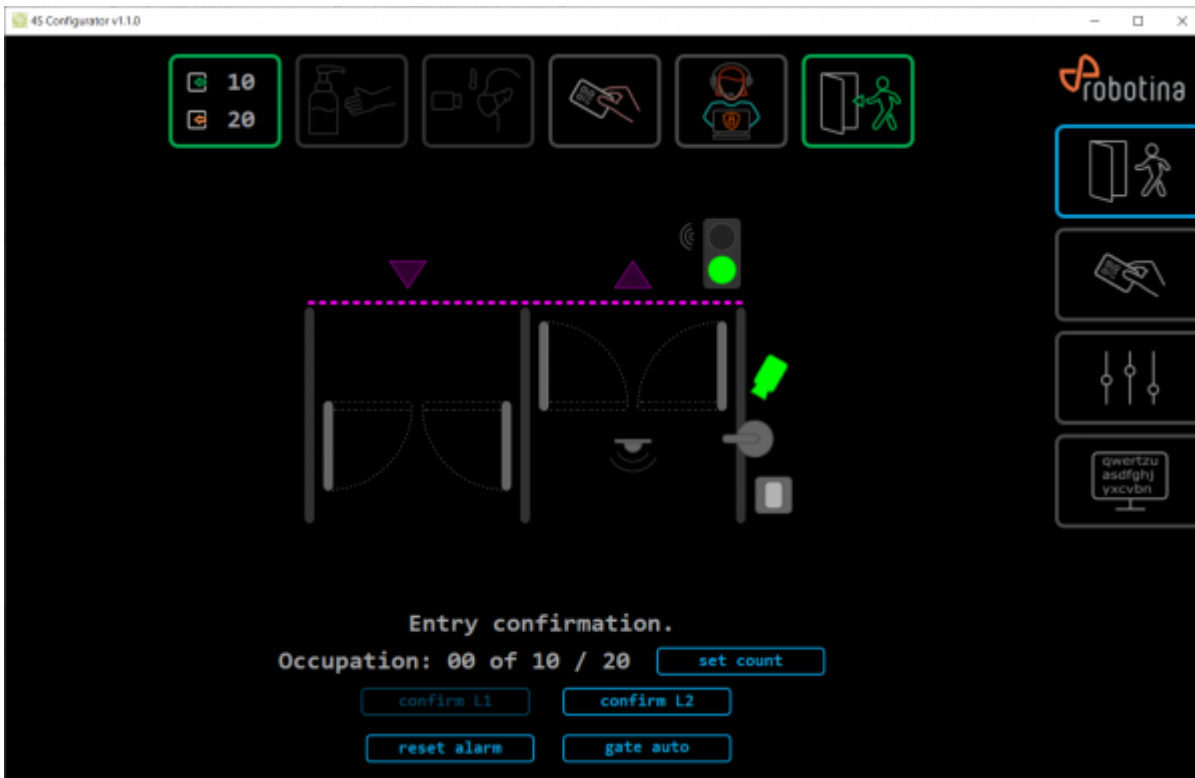 4S Configurator v1.1.0
10
20
robotina
qwertzu
asdfghj
yxcvbn
Entry confirmation.
Occupation: 00 of 10 / 20 set count
confirm L1 confirm L2
reset alarm gate auto